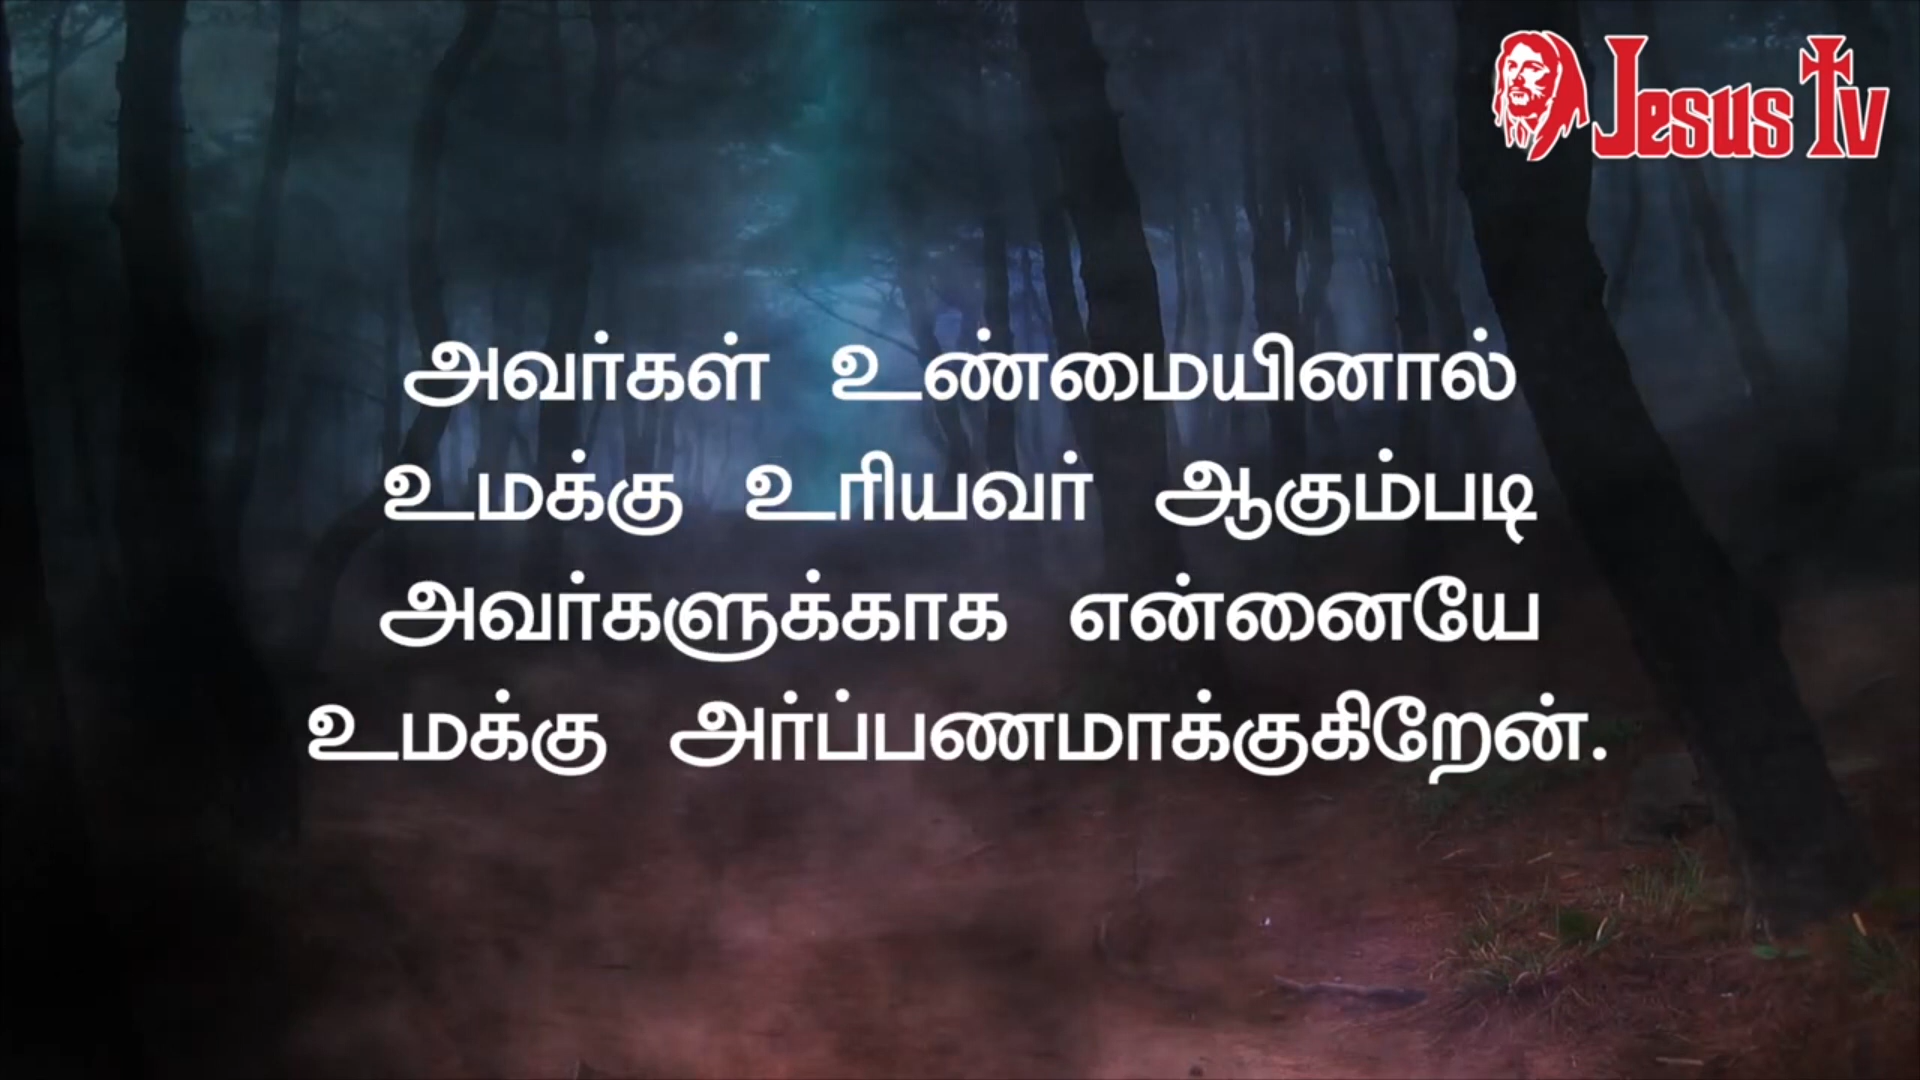 Jesus Tv
அவர்கள் உண்மையினால்
உமக்கு உரியவர் ஆகும்படி
அவர்களுக்காக என்னையே
உமக்கு அர்ப்பணமாக்குகிறேன்.